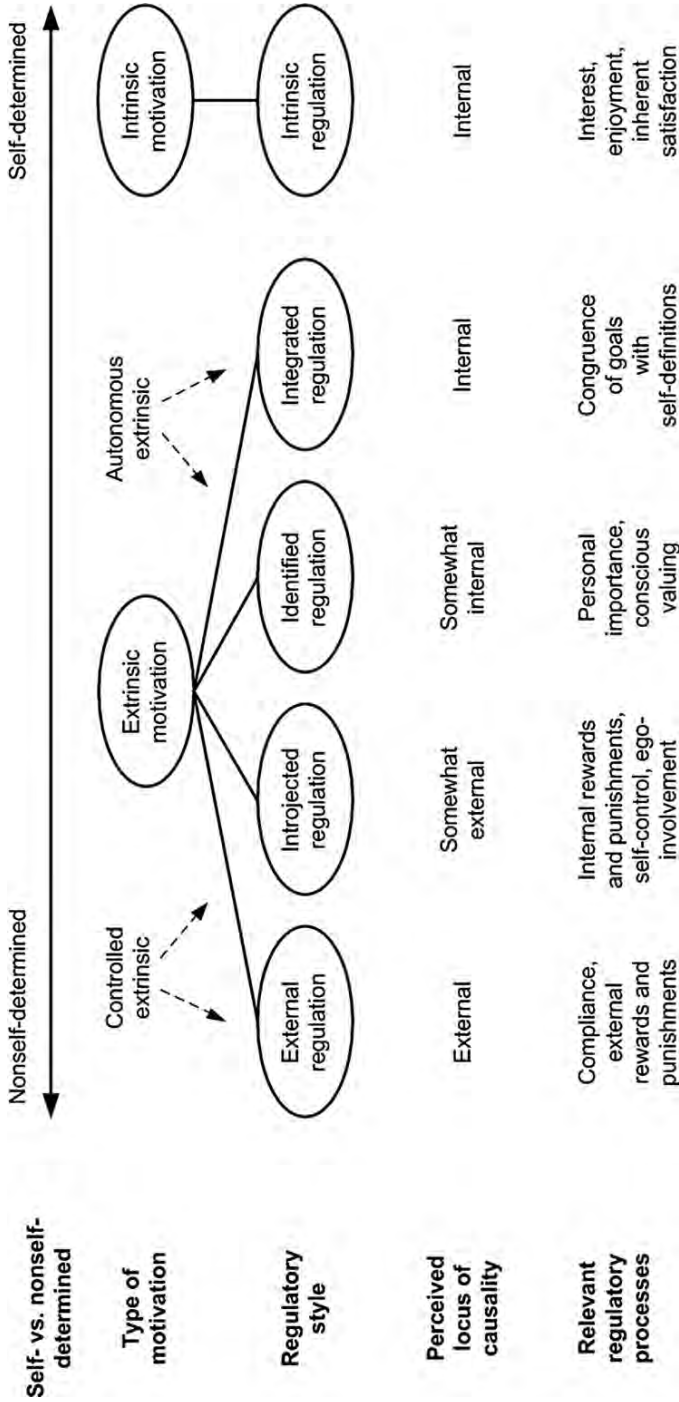 Self- vs. nonself-
determined
Nonself-determined
Self-determined
Type of
motivation
Controlled
extrinsic
Extrinsic
motivation
Autonomous
extrinsic
Intrinsic
motivation
Regulatory
style
External
regulation
Introjected
regulation
Identified
regulation
Integrated
regulation
Intrinsic
regulation
Perceived
locus of
causality
External
Somewhat
external
Somewhat
internal
Internal
Internal
Relevant
regulatory
processes
Compliance,
external
rewards and
punishments
Internal rewards
and punishments,
self-control, ego-
involvement
Personal
importance,
conscious
valuing
Congruence
of goals
with
self-definitions
Interest,
enjoyment,
inherent
satisfaction